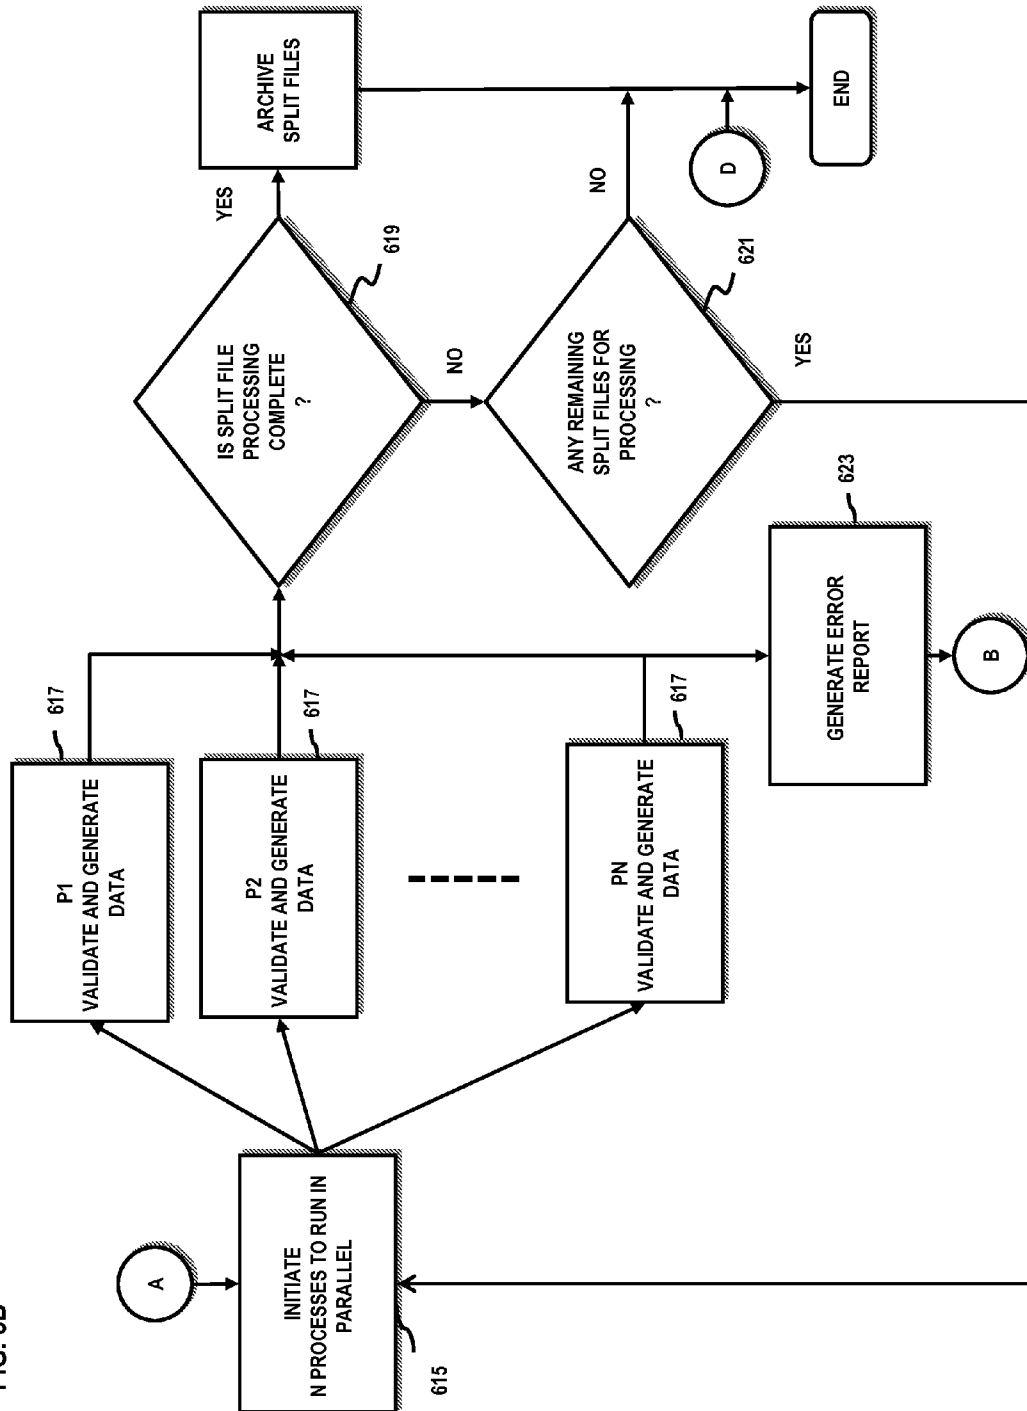 A
INITIATE
N PROCESSES TO RUN IN
PARALLEL
615
P1
VALIDATE AND GENERATE
DATA
617
P2
VALIDATE AND GENERATE
DATA
617
PN
VALIDATE AND GENERATE
DATA
617
IS SPLIT FILE
PROCESSING
COMPLETE
?
619
YES
NO
ARCHIVE
SPLIT FILES
ANY REMAINING
SPLIT FILES FOR
PROCESSING
?
621
NO
YES
D
END
GENERATE ERROR
REPORT
623
B